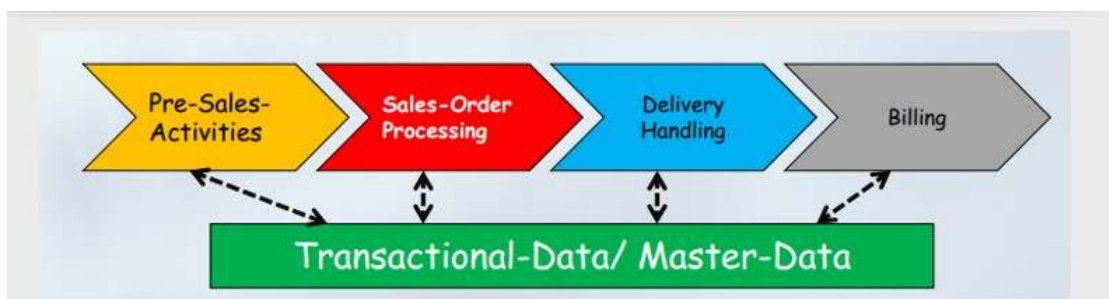 Pre-Sales-
Activities
Sales-Order
Processing
Delivery
Handling
Billing
Transactional-Data/ Master-Data